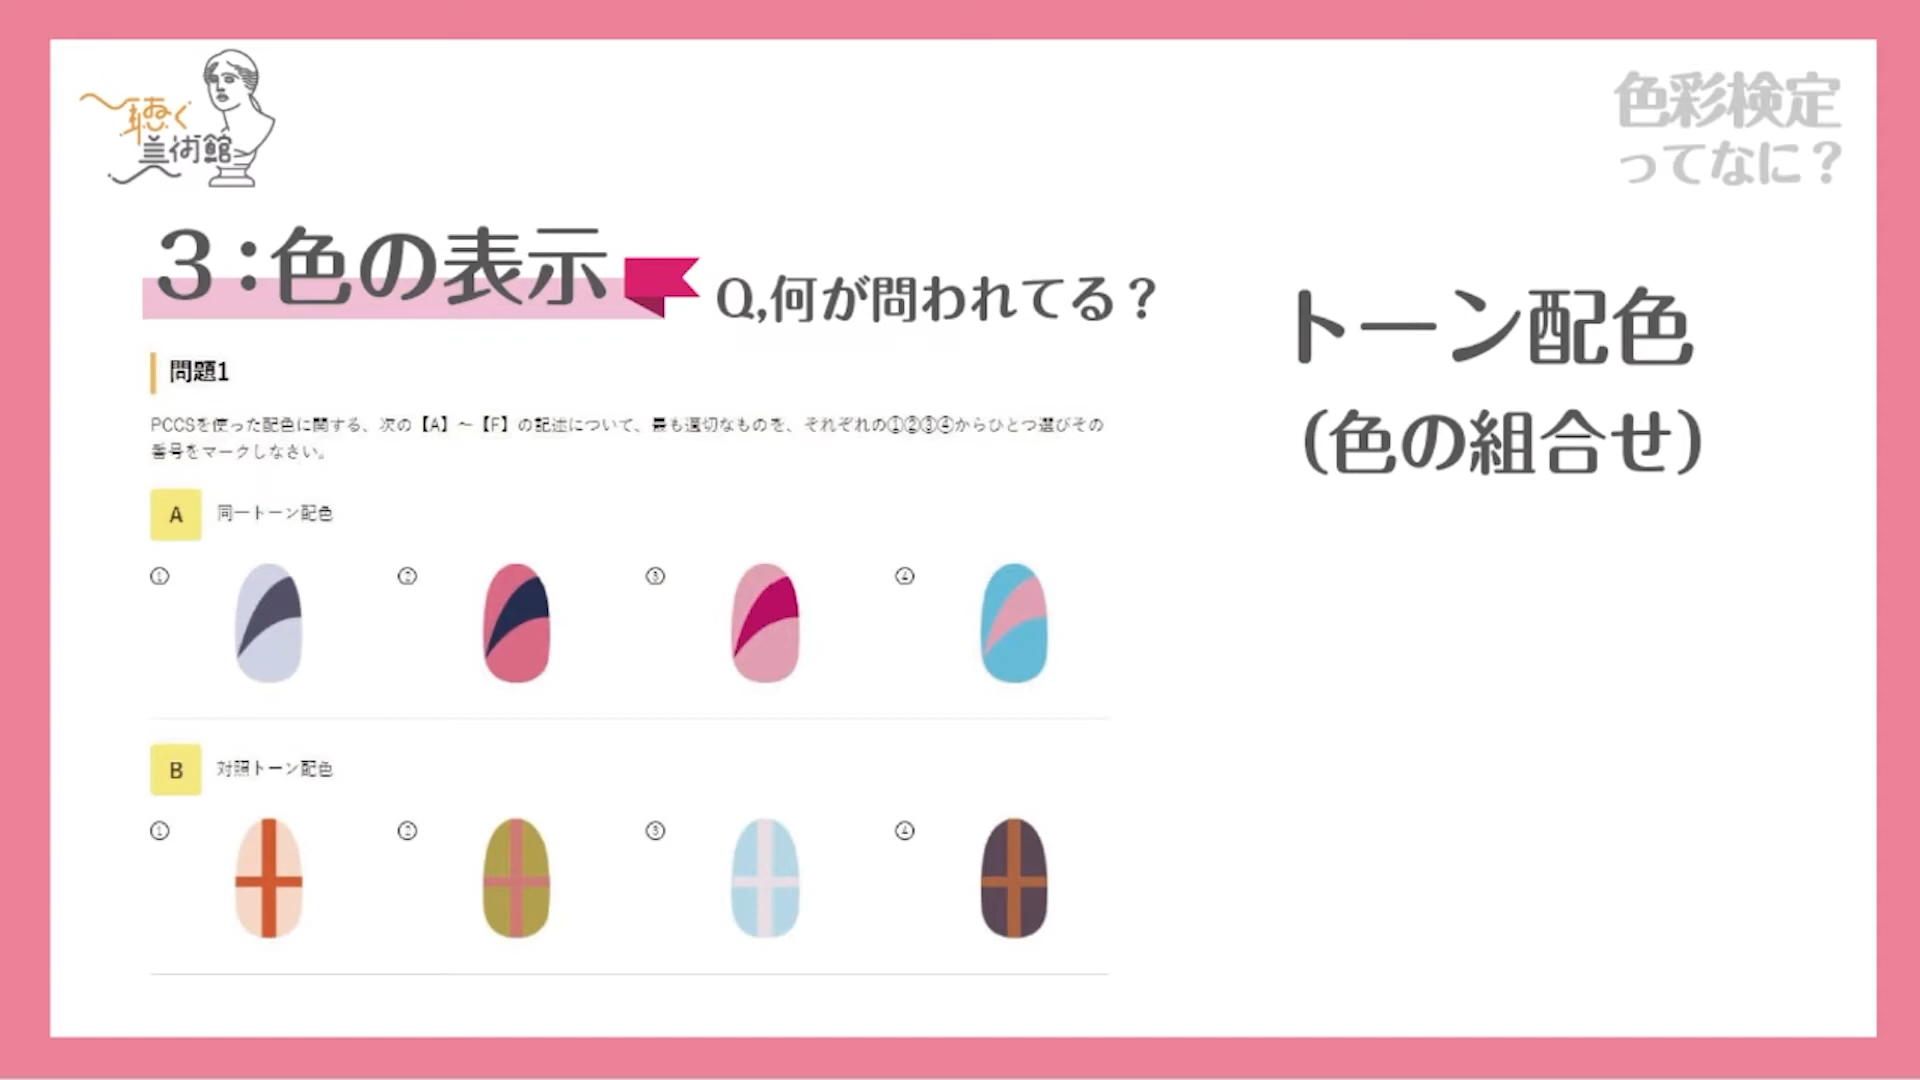 聴く
美術館
色彩検定
ってなに？
3：色の表示
Q,何が問われてる？
トーン配色
（色の組合せ）
問題1
PCCSを使った配色に関する、次の【A】～【F】の記述について、最も適切なものを、それぞれの①②③④からひとつ選びその
番号をマークしなさい。
A 同一トーン配色
① ② ③ ④
B 対照トーン配色
① ② ③ ④